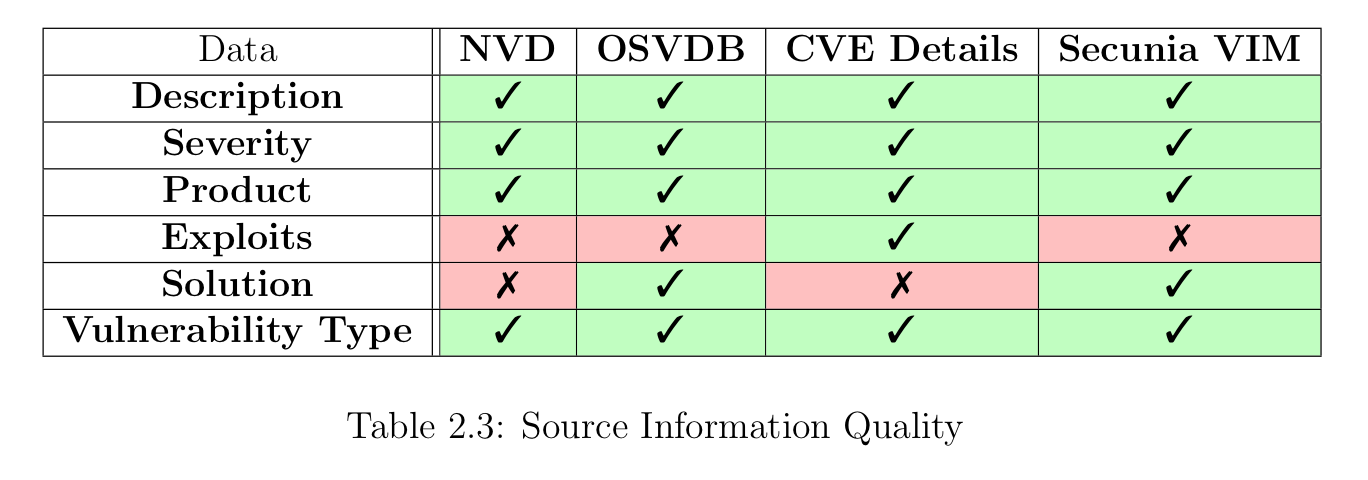 Data NVD OSVDB CVE Details Secunia VIM
Description ✓ ✓ ✓ ✓
Severity ✓ ✓ ✓ ✓
Product ✓ ✓ ✓ ✓
Exploits ✗ ✗ ✓ ✗
Solution ✗ ✓ ✗ ✓
Vulnerability Type ✓ ✓ ✓ ✓
Table 2.3: Source Information Quality